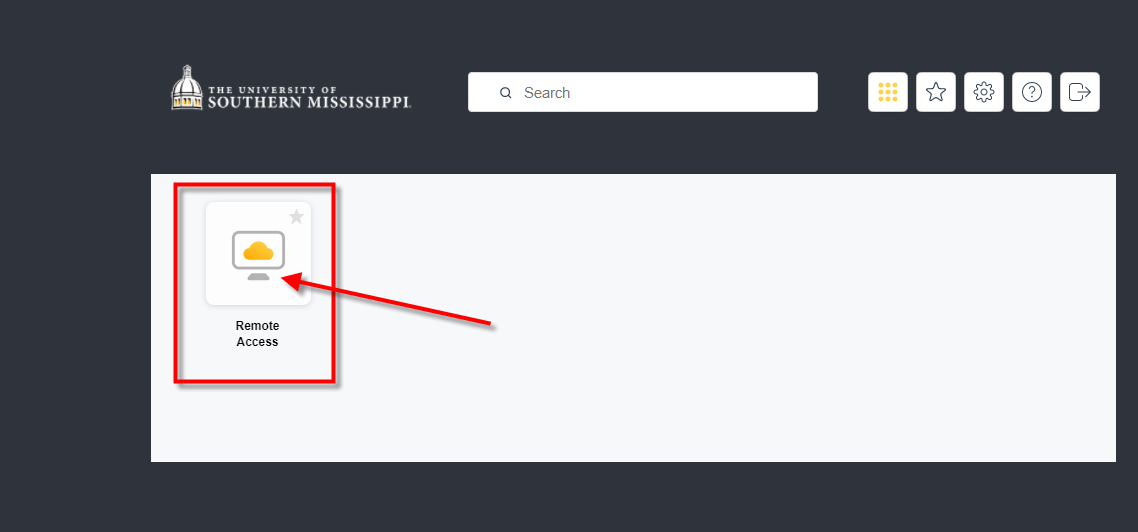 THE UNIVERSITY OF
SOUTHERN MISSISSIPPI
Search
Remote
Access